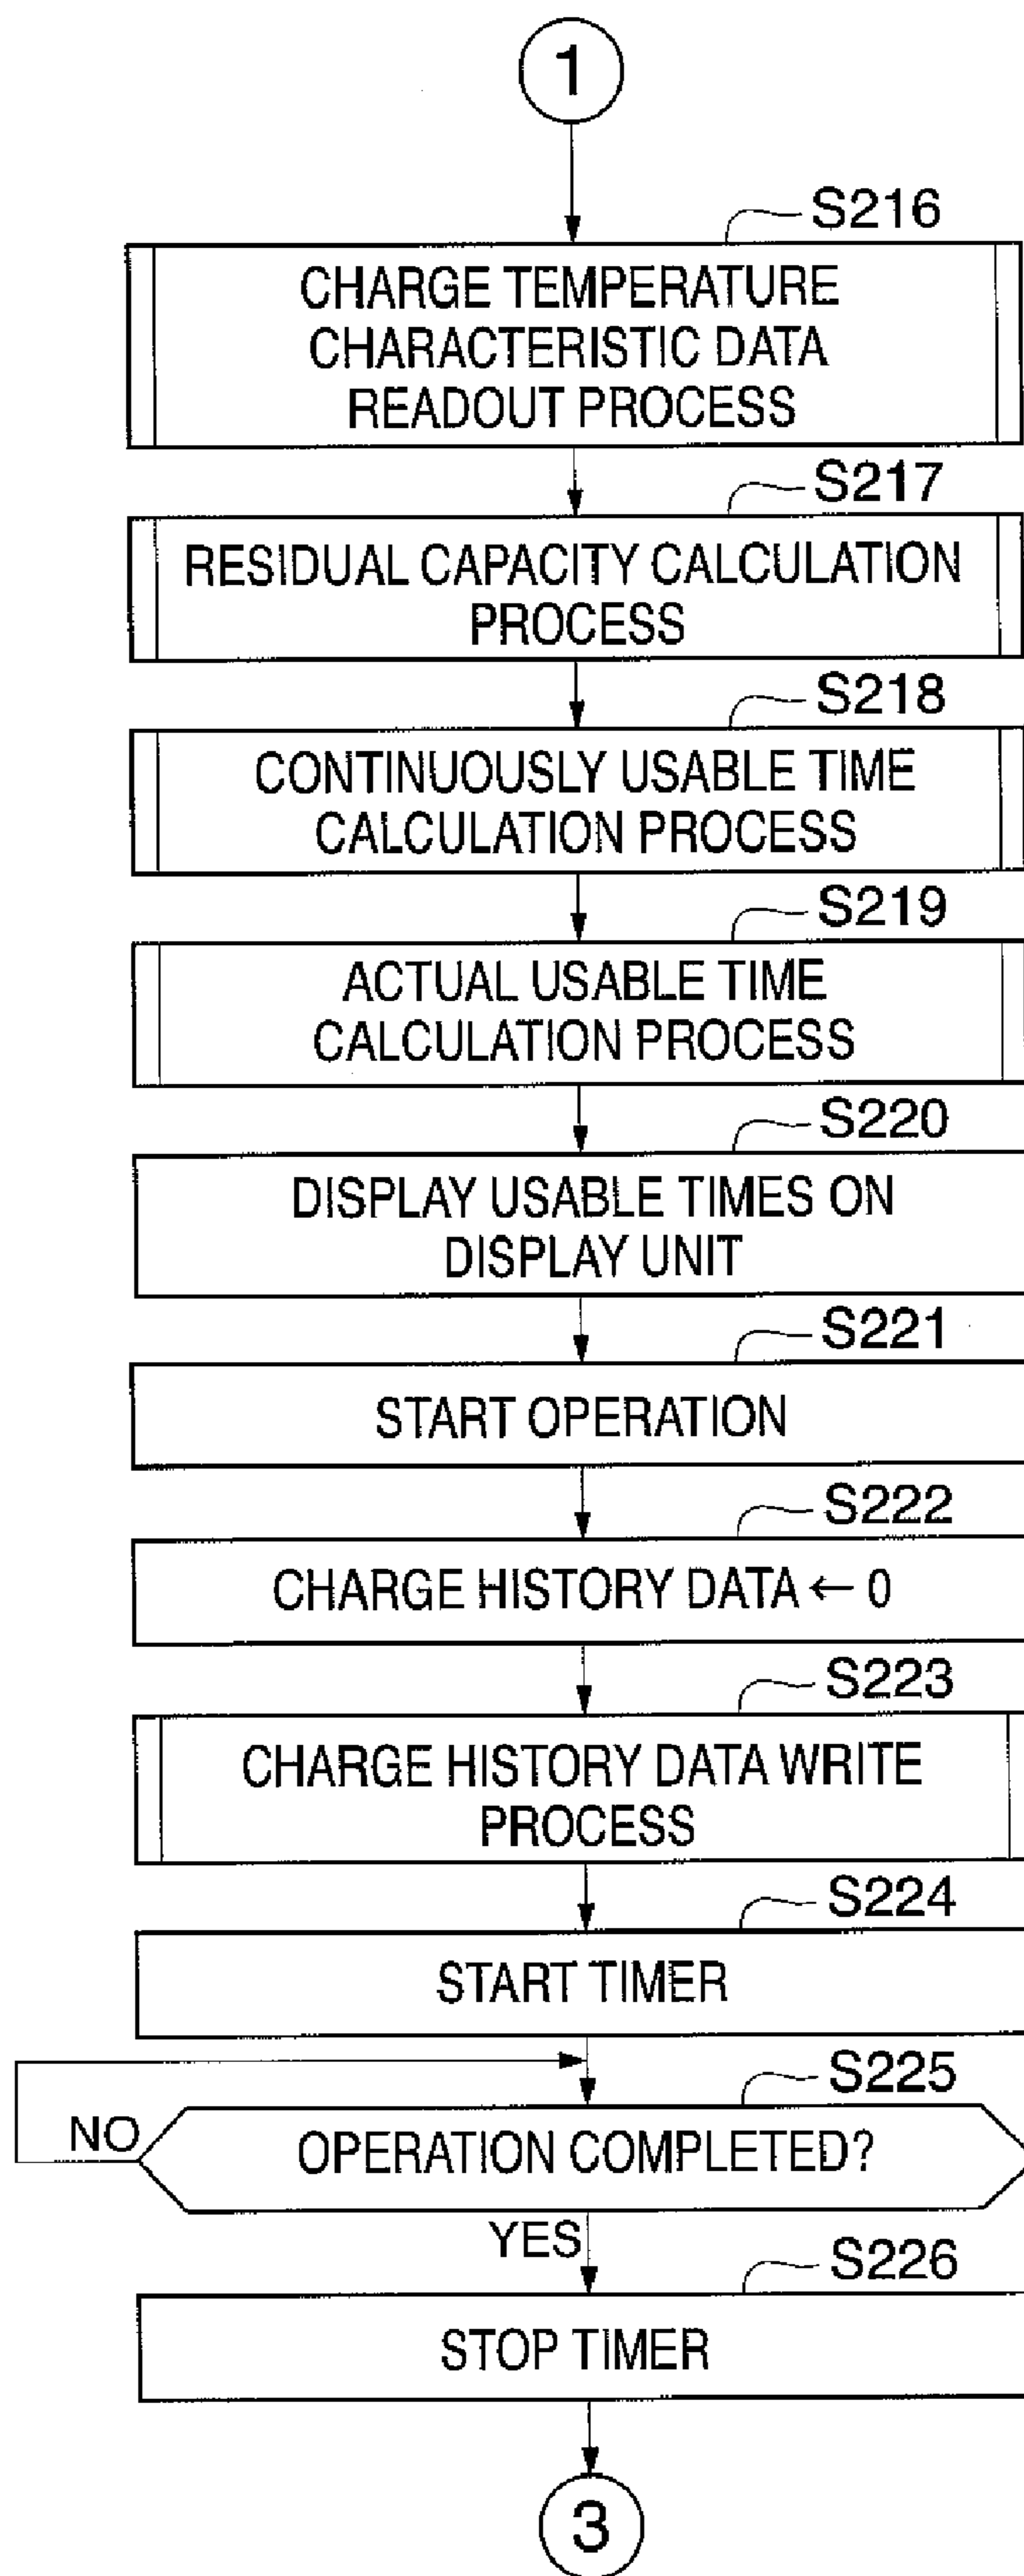 1
S216
CHARGE TEMPERATURE
CHARACTERISTIC DATA
READOUT PROCESS
S217
RESIDUAL CAPACITY CALCULATION
PROCESS
S218
CONTINUOUSLY USABLE TIME
CALCULATION PROCESS
S219
ACTUAL USABLE TIME
CALCULATION PROCESS
S220
DISPLAY USABLE TIMES ON
DISPLAY UNIT
S221
START OPERATION
S222
CHARGE HISTORY DATA ← 0
S223
CHARGE HISTORY DATA WRITE
PROCESS
S224
START TIMER
S225
NO
OPERATION COMPLETED?
YES
S226
STOP TIMER
3